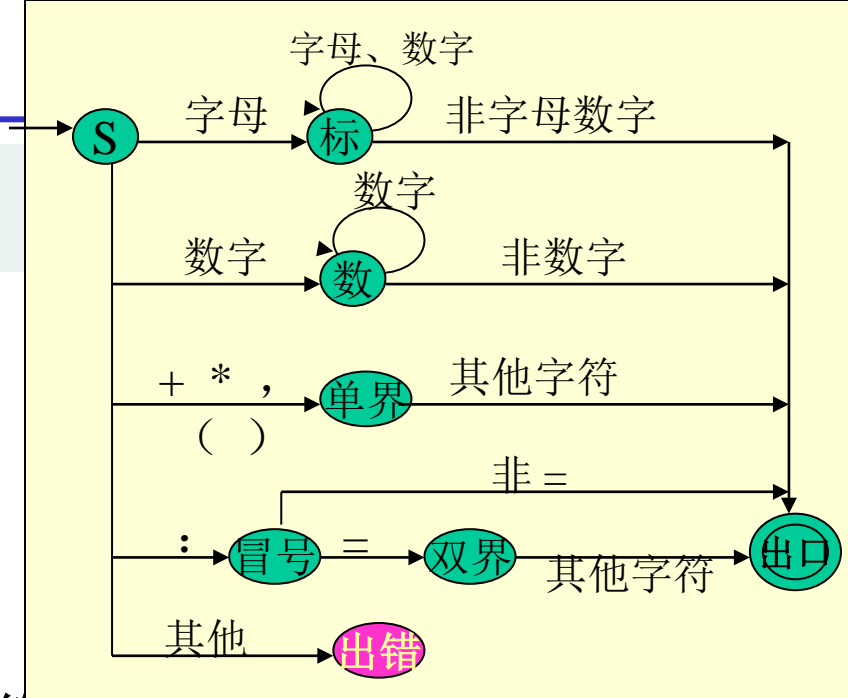 字母、数字
S 字母 标 非字母数字
数字
数字 数 非数字
+ * , 单界 其他字符
( )
非 =
: 冒号 = 双界 其他字符 出口
其他 出错